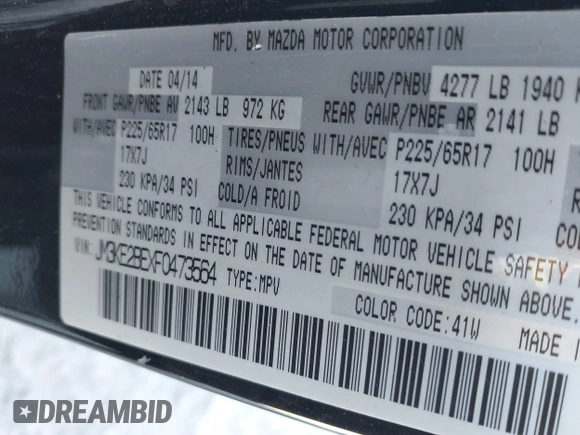 MFD. BY MAZDA MOTOR CORPORATION
DATE 04/14 GVWR/PNBV 4277 LB 1940 K
FRONT GAWR/PNBE AV 2143 LB 972 KG REAR GAWR/PNBE AR 2141 LB
WITH/AVEC P225/65R17 100H TIRES/PNEUS WITH/AVEC P225/65R17 100H
17X7J RIMS/JANTES 17X7J
230 KPA/34 PSI COLD/A FROID 230 KPA/34 PSI COLD
THIS VEHICLE CONFORMS TO ALL APPLICABLE FEDERAL MOTOR VEHICLE SAFETY
PREVENTION STANDARDS IN EFFECT ON THE DATE OF MANUFACTURE SHOWN ABOVE.
VIN: JM3KE2BEXF0473564 TYPE:MPV
COLOR CODE:41W MADE I
DREAMBID